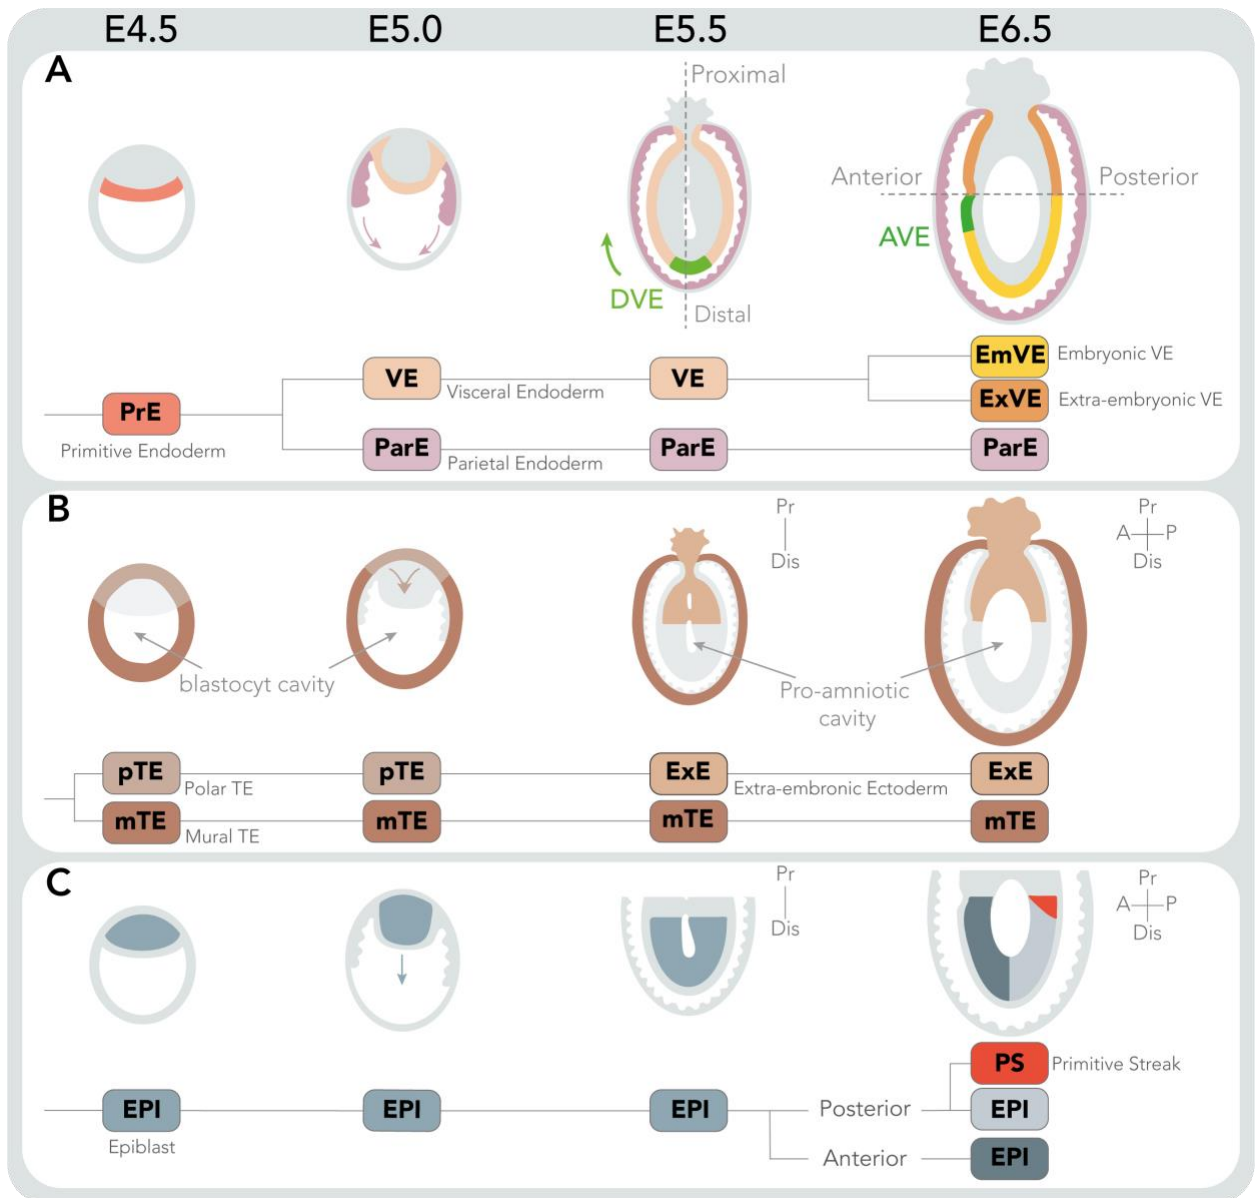 E4.5 E5.0 E5.5 E6.5
A
Proximal
Anterior Posterior
AVE
DVE
Distal
EmVE Embryonic VE
VE Visceral Endoderm VE
ExVE Extra-embryonic VE
PrE
Primitive Endoderm
ParE Parietal Endoderm ParE ParE
B
Pr
Dis
Pr
A P
Dis
blastocyt cavity
Pro-amniotic
cavity
pTE Polar TE pTE ExE Extra-embronic Ectoderm ExE
mTE Mural TE mTE mTE mTE
C
Pr
Dis
Pr
A P
Dis
PS Primitive Streak
EPI EPI EPI Posterior EPI
Epiblast
Anterior EPI